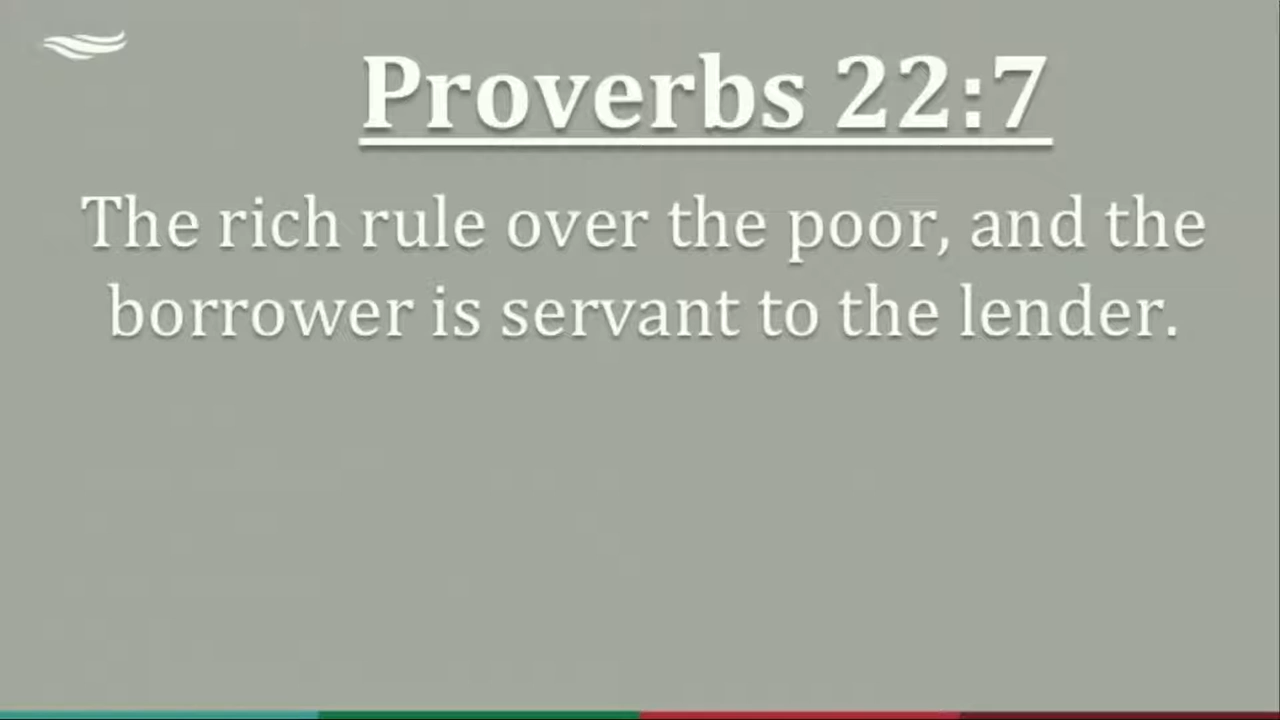 Proverbs 22:7
The rich rule over the poor, and the
borrower is servant to the lender.